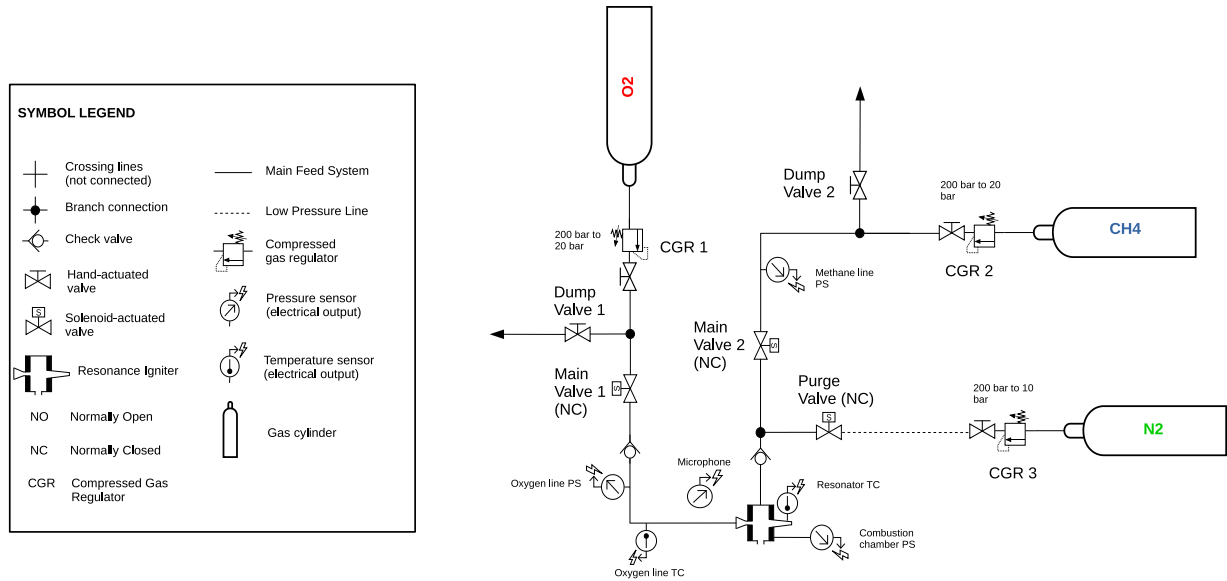 SYMBOL LEGEND
Crossing lines
(not connected)
Branch connection
Check valve
Hand-actuated
valve
S
Solenoid-actuated
valve
Resonance Igniter
NO Normally Open
NC Normally Closed
CGR Compressed Gas
Regulator
Main Feed System
Low Pressure Line
Compressed
gas regulator
Pressure sensor
(electrical output)
Temperature sensor
(electrical output)
Gas cylinder
O2
200 bar to
20 bar
CGR 1
Dump
Valve 1
Main
Valve 1
(NC)
S
Oxygen line PS
Oxygen line TC
Microphone
Dump
Valve 2
200 bar to 20
bar
CH4
CGR 2
Methane line
PS
Main
Valve 2
(NC)
S
Purge
Valve (NC)
S
200 bar to 10
bar
N2
CGR 3
Resonator TC
Combustion
chamber PS